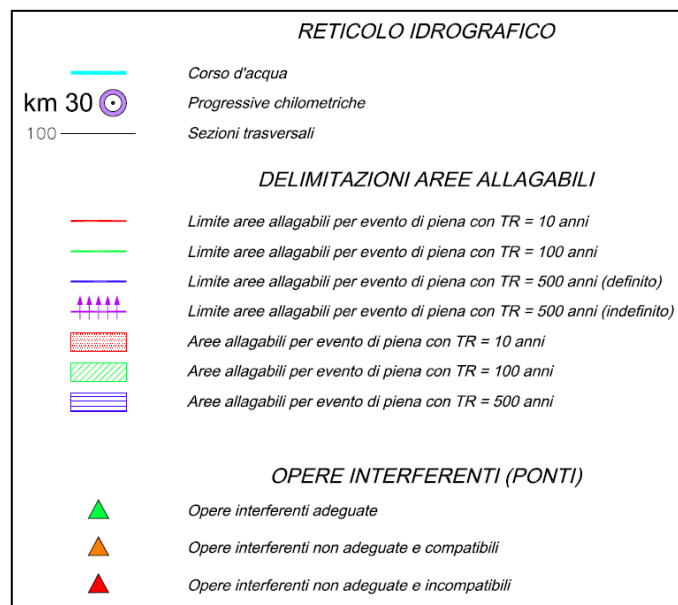 RETICOLO IDROGRAFICO
Corso d'acqua
km 30 Progressive chilometriche
100 Sezioni trasversali
DELIMITAZIONI AREE ALLAGABILI
Limite aree allagabili per evento di piena con TR = 10 anni
Limite aree allagabili per evento di piena con TR = 100 anni
Limite aree allagabili per evento di piena con TR = 500 anni (definito)
Limite aree allagabili per evento di piena con TR = 500 anni (indefinito)
Aree allagabili per evento di piena con TR = 10 anni
Aree allagabili per evento di piena con TR = 100 anni
Aree allagabili per evento di piena con TR = 500 anni
OPERE INTERFERENTI (PONTI)
Opere interferenti adeguate
Opere interferenti non adeguate e compatibili
Opere interferenti non adeguate e incompatibili